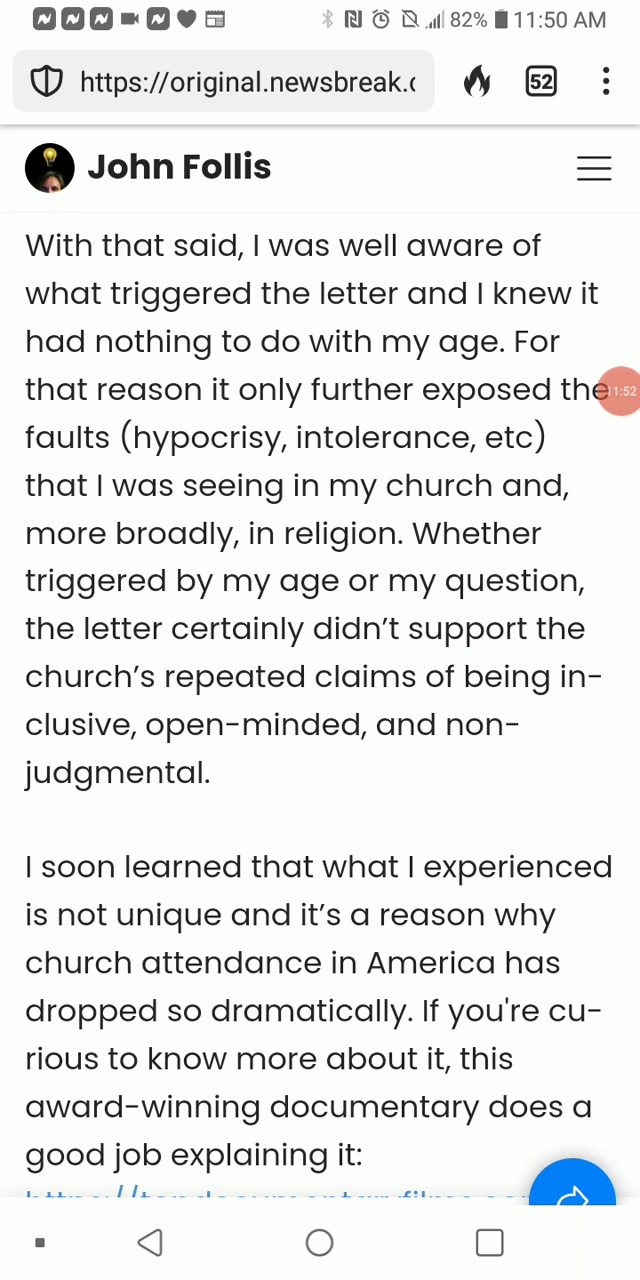 82% 11:50 AM
https://original.newsbreak.c
52
John Follis
With that said, I was well aware of
what triggered the letter and I knew it
had nothing to do with my age. For
that reason it only further exposed the
11:52
faults (hypocrisy, intolerance, etc)
that I was seeing in my church and,
more broadly, in religion. Whether
triggered by my age or my question,
the letter certainly didn’t support the
church’s repeated claims of being in-
clusive, open-minded, and non-
judgmental.
I soon learned that what I experienced
is not unique and it’s a reason why
church attendance in America has
dropped so dramatically. If you're cu-
rious to know more about it, this
award-winning documentary does a
good job explaining it: